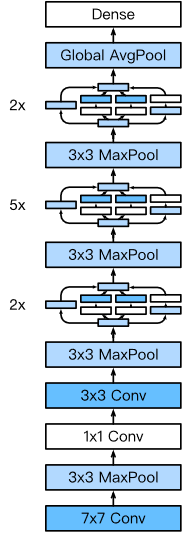 Dense
Global AvgPool
2x
3x3 MaxPool
5x
3x3 MaxPool
2x
3x3 MaxPool
3x3 Conv
1x1 Conv
3x3 MaxPool
7x7 Conv